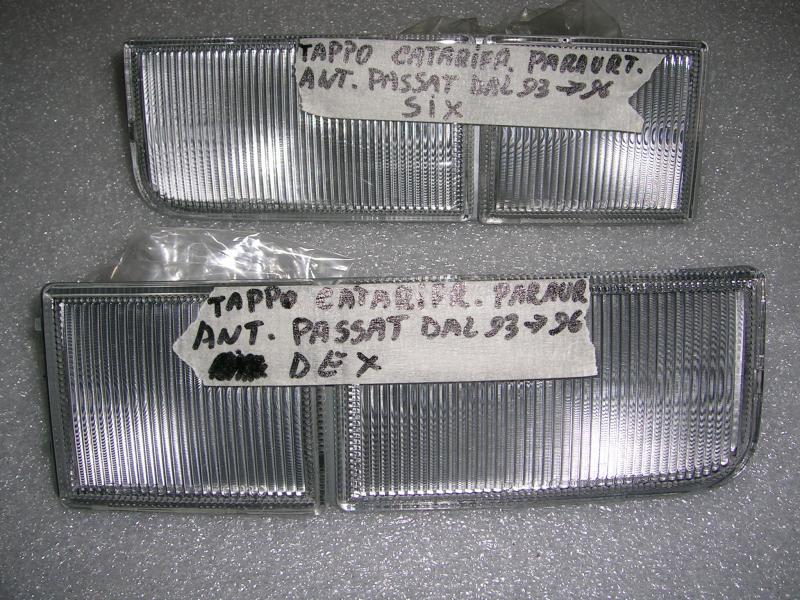 TAPPO CATARIFR. PARAURT.
ANT. PASSAT DAL 93→96
SiX
TAPPO CATARIFR. PARAUR
ANT. PASSAT DAL 93→96
DEX